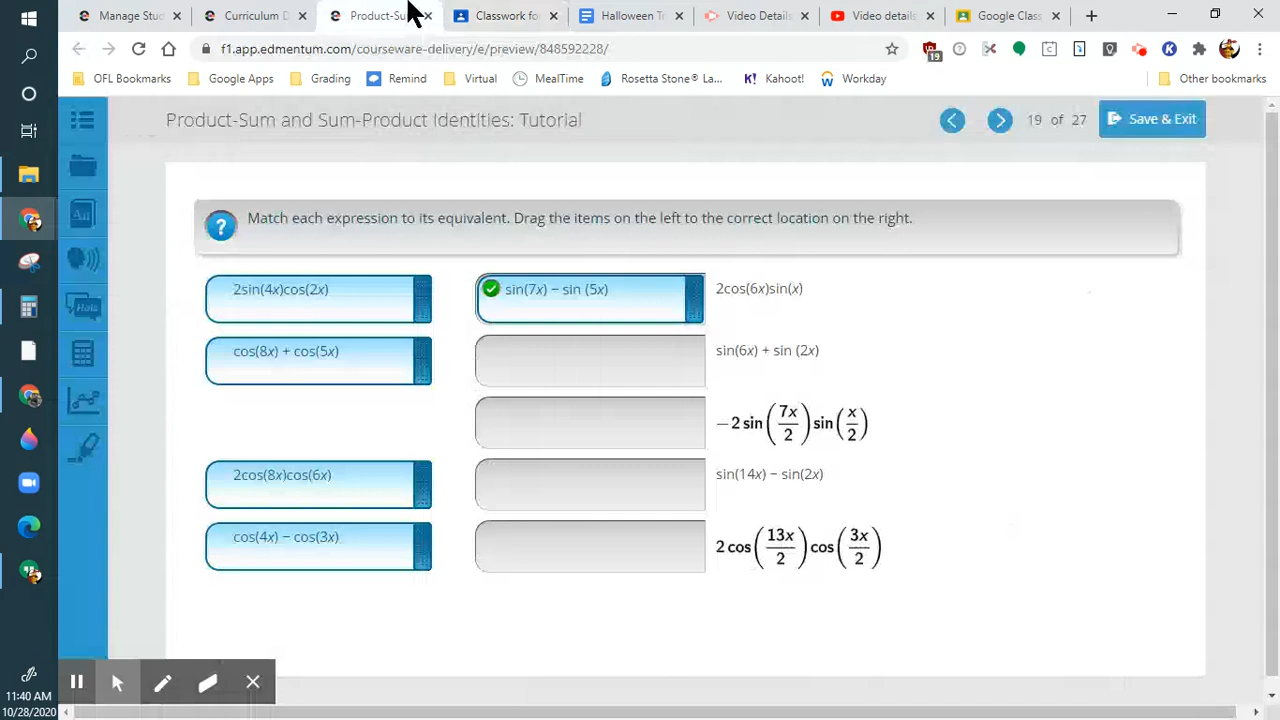 Manage Stud
Curriculum D
Product-Su
Classwork for
Halloween T
Video Details
Video details
Google Class
f1.app.edmentum.com/courseware-delivery/e/preview/848592228/
19
OFL Bookmarks
Google Apps
Grading
Remind
Virtual
MealTime
Rosetta Stone® La...
K! Kahoot!
Workday
Other bookmarks
Product-Sum and Sum-Product Identities: Tutorial
19 of 27
Save & Exit
? Match each expression to its equivalent. Drag the items on the left to the correct location on the right.
2sin(4x)cos(2x)
sin(7x) − sin (5x)
2cos(6x)sin(x)
cos(8x) + cos(5x)
sin(6x) + sin (2x)
−2 sin(7x/2)sin(x/2)
2cos(8x)cos(6x)
sin(14x) − sin(2x)
cos(4x) − cos(3x)
2 cos(13x/2)cos(3x/2)
11:40 AM
10/28/2020